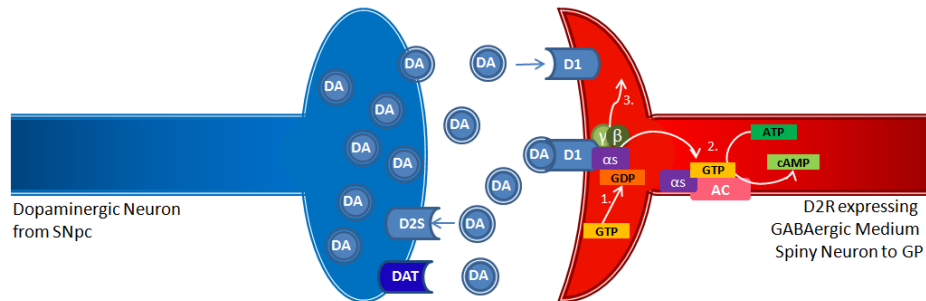 DA
DA
D1
DA
DA
DA
3.
DA
γ
β
2.
ATP
DA
DA
DA
D1
αs
GTP
cAMP
αs
AC
GDP
DA
1.
DA
D2S
DA
GTP
DA
DAT
DA
Dopaminergic Neuron
from SNpc
D2R expressing
GABAergic Medium
Spiny Neuron to GP